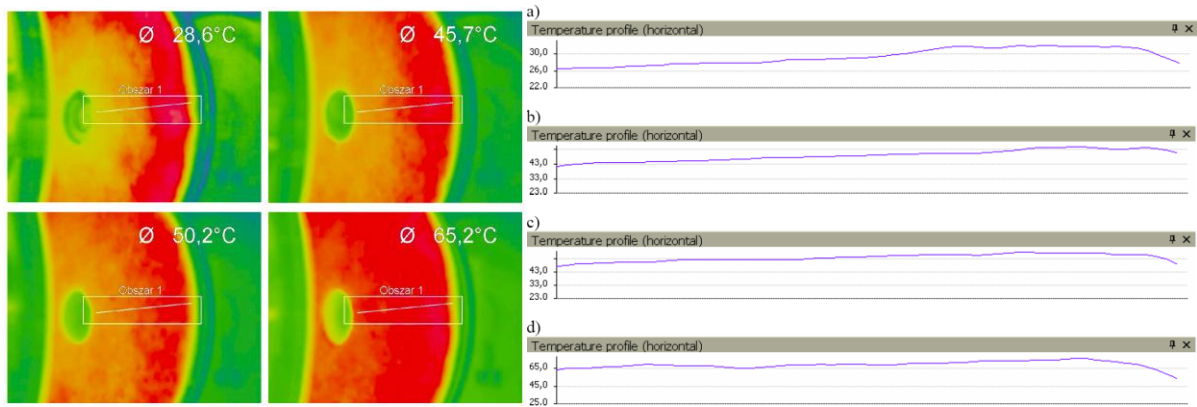 Ø 28,6°C
Obszar 1
Ø 45,7°C
Obszar 1
Ø 50,2°C
Obszar 1
Ø 65,2°C
Obszar 1
a)
Temperature profile (horizontal)
30,0
26,0
22,0
b)
Temperature profile (horizontal)
43,0
33,0
23,0
c)
Temperature profile (horizontal)
43,0
33,0
23,0
d)
Temperature profile (horizontal)
65,0
45,0
25,0